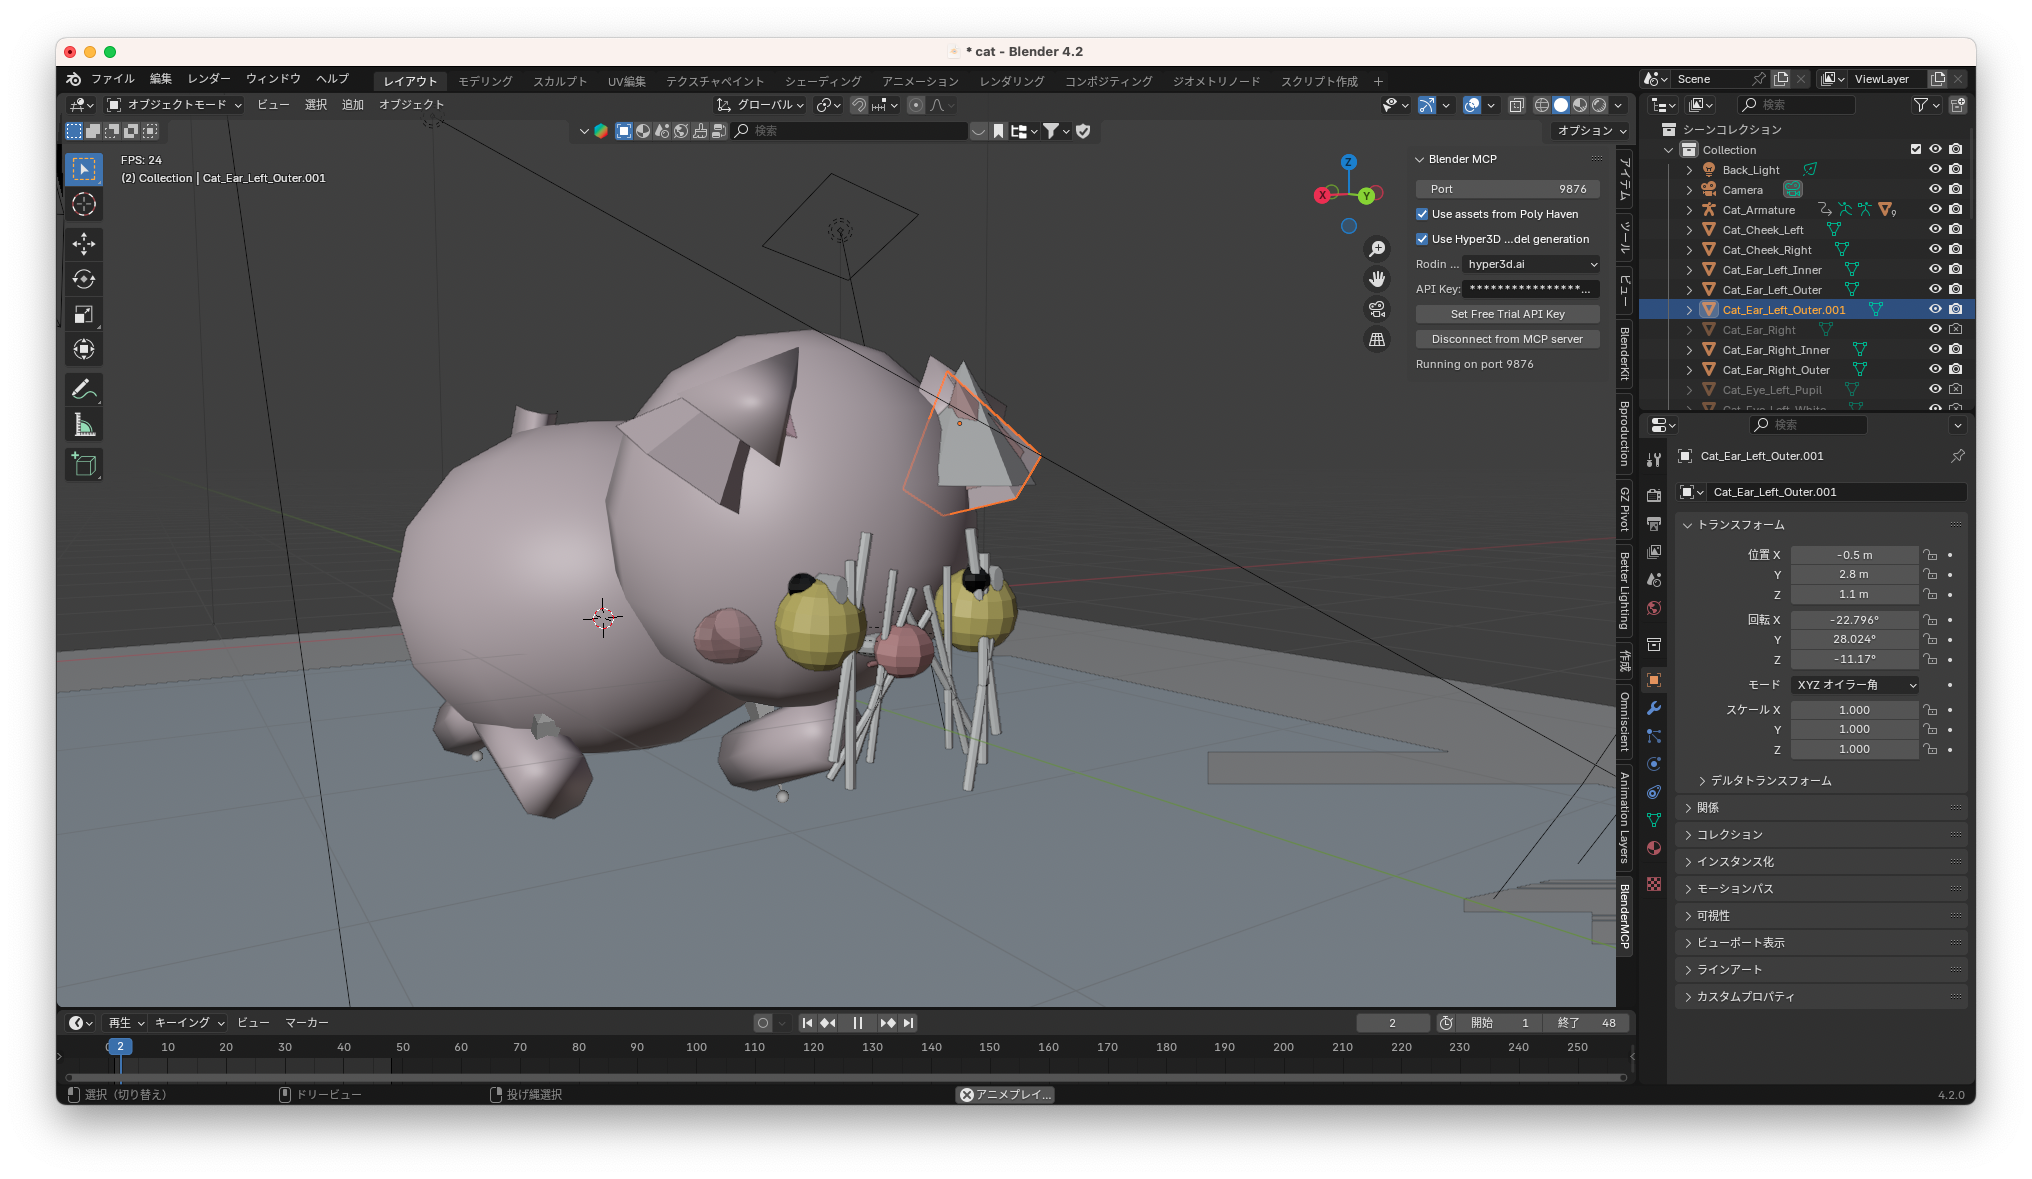 * cat - Blender 4.2
ファイル 編集 レンダー ウィンドウ ヘルプ レイアウト モデリング スカルプト UV編集 テクスチャペイント シェーディング アニメーション レンダリング コンポジティング ジオメトリノード スクリプト作成 +
Scene
ViewLayer
オブジェクトモード ビュー 選択 追加 オブジェクト
グローバル
検索
検索
オプション
FPS: 24
(2) Collection | Cat_Ear_Left_Outer.001
Z
X
Y
Blender MCP
Port 9876
Use assets from Poly Haven
Use Hyper3D ...del generation
Rodin ... hyper3d.ai
API Key: ****************...
Set Free Trial API Key
Disconnect from MCP server
Running on port 9876
アイテム
ツール
ビュー
BlenderKit
Bproduction
GZ Pivot
Better Lighting
作成
Omniscient
Animation Layers
BlenderMCP
シーンコレクション
Collection
Back_Light
Camera
Cat_Armature 9
Cat_Cheek_Left
Cat_Cheek_Right
Cat_Ear_Left_Inner
Cat_Ear_Left_Outer
Cat_Ear_Left_Outer.001
Cat_Ear_Right
Cat_Ear_Right_Inner
Cat_Ear_Right_Outer
Cat_Eye_Left_Pupil
Cat_Eye_Left_White
検索
Cat_Ear_Left_Outer.001
Cat_Ear_Left_Outer.001
トランスフォーム
位置 X -0.5 m
Y 2.8 m
Z 1.1 m
回転 X -22.796°
Y 28.024°
Z -11.17°
モード XYZ オイラー角
スケール X 1.000
Y 1.000
Z 1.000
デルタトランスフォーム
関係
コレクション
インスタンス化
モーションパス
可視性
ビューポート表示
ラインアート
カスタムプロパティ
再生 キーイング ビュー マーカー
2 開始 1 終了 48
0 2 10 20 30 40 50 60 70 80 90 100 110 120 130 140 150 160 170 180 190 200 210 220 230 240 250
選択（切り替え） ドリービュー 投げ縄選択 アニメプレイ... 4.2.0